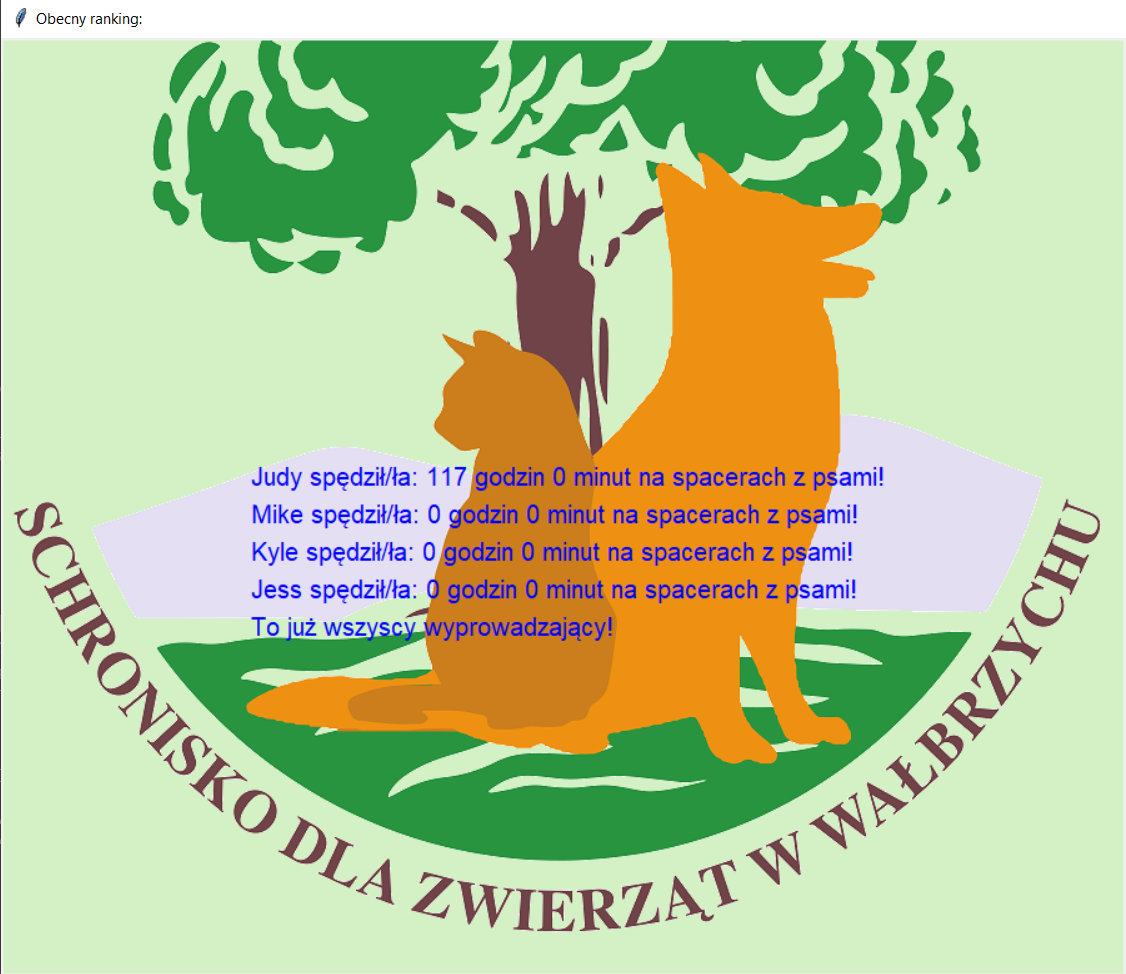 Obecny ranking:
Judy spędził/ła: 117 godzin 0 minut na spacerach z psami!
Mike spędził/ła: 0 godzin 0 minut na spacerach z psami!
Kyle spędził/ła: 0 godzin 0 minut na spacerach z psami!
Jess spędził/ła: 0 godzin 0 minut na spacerach z psami!
To już wszyscy wyprowadzający!
SCHRONISKO DLA ZWIERZĄT W WAŁBRZYCHU